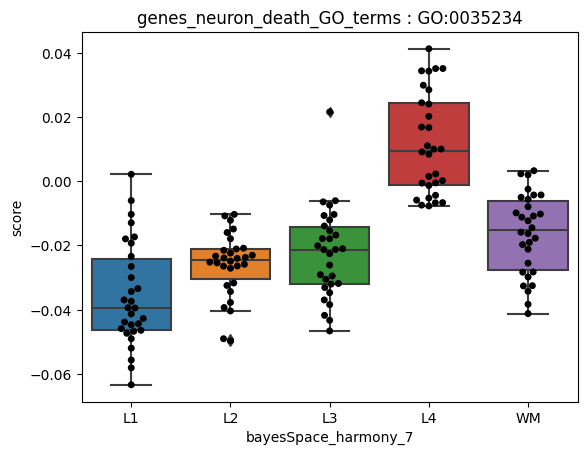 genes_neuron_death_GO_terms : GO:0035234
score
0.04
0.02
0.00
−0.02
−0.04
−0.06
L1 L2 L3 L4 WM
bayesSpace_harmony_7